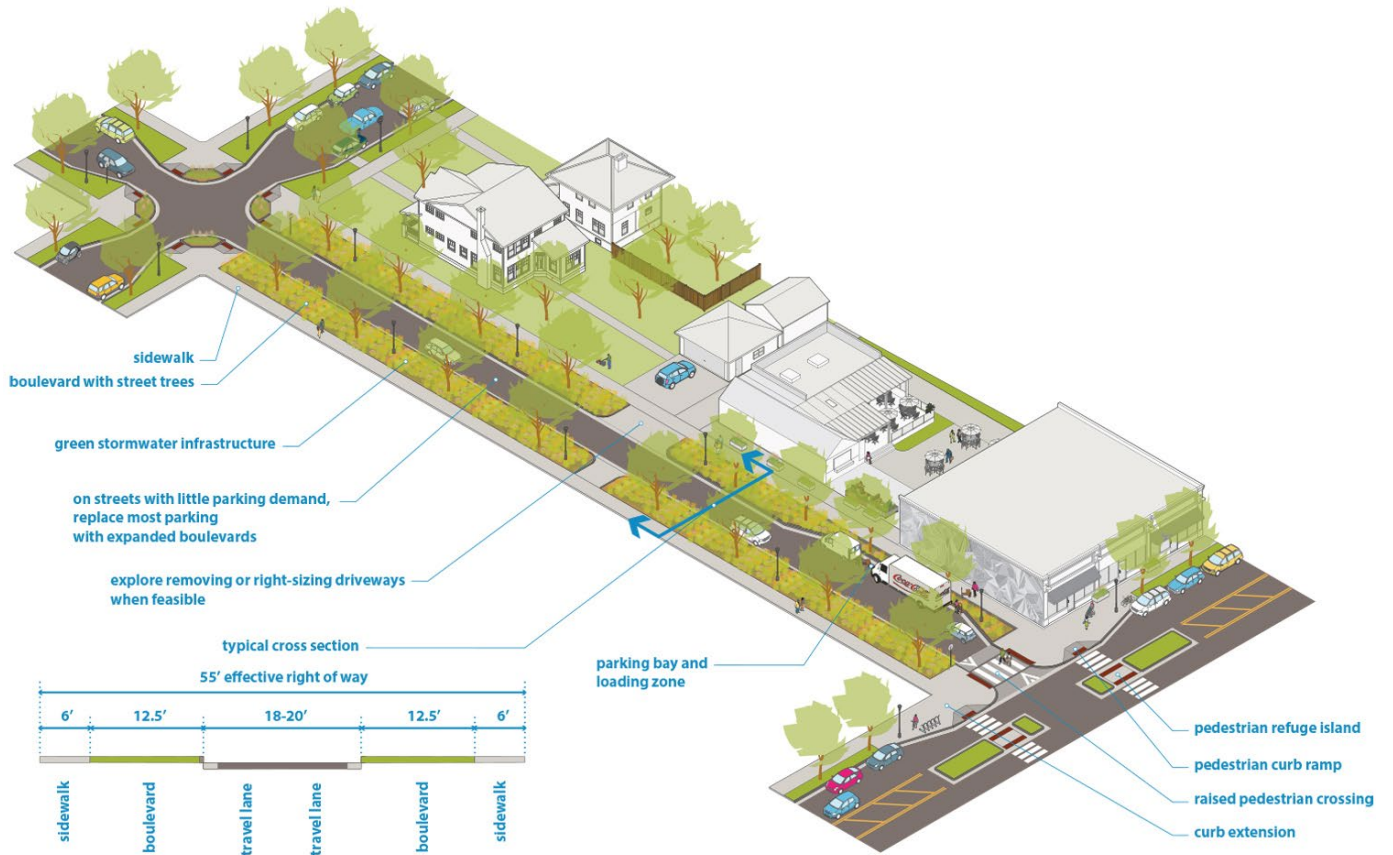 sidewalk
boulevard with street trees
green stormwater infrastructure
on streets with little parking demand,
replace most parking
with expanded boulevards
explore removing or right-sizing driveways
when feasible
typical cross section
parking bay and
loading zone
pedestrian refuge island
pedestrian curb ramp
raised pedestrian crossing
curb extension
55’ effective right of way
6’ 12.5’ 18-20’ 12.5’ 6’
sidewalk
boulevard
travel lane
travel lane
boulevard
sidewalk